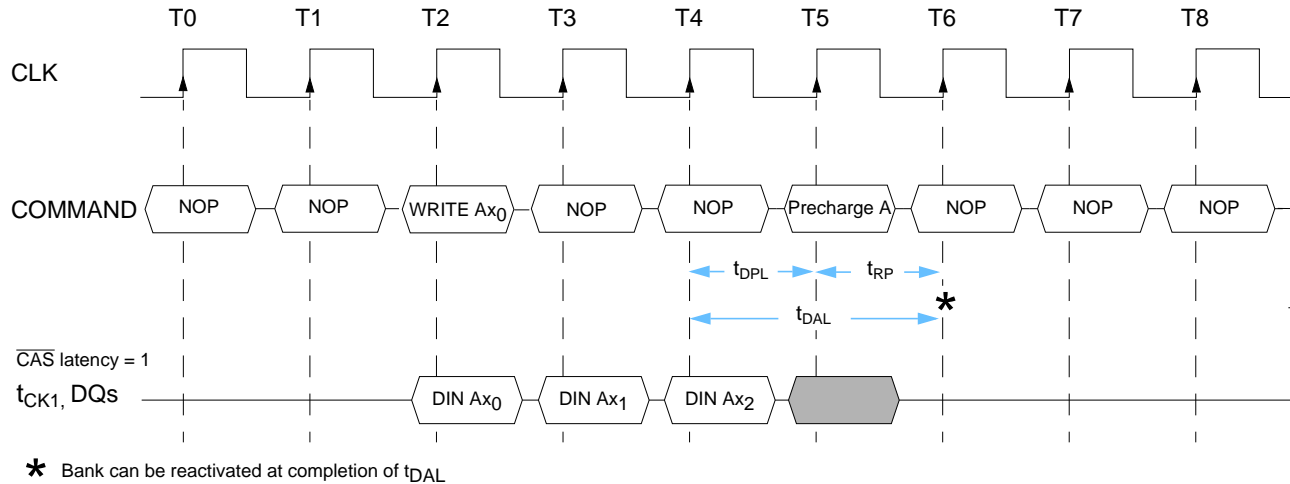 T0 T1 T2 T3 T4 T5 T6 T7 T8
CLK
COMMAND NOP NOP WRITE Ax0 NOP NOP Precharge A NOP NOP NOP
tDPL tRP
*
tDAL
CAS latency = 1
tCK1, DQs DIN Ax0 DIN Ax1 DIN Ax2
* Bank can be reactivated at completion of tDAL